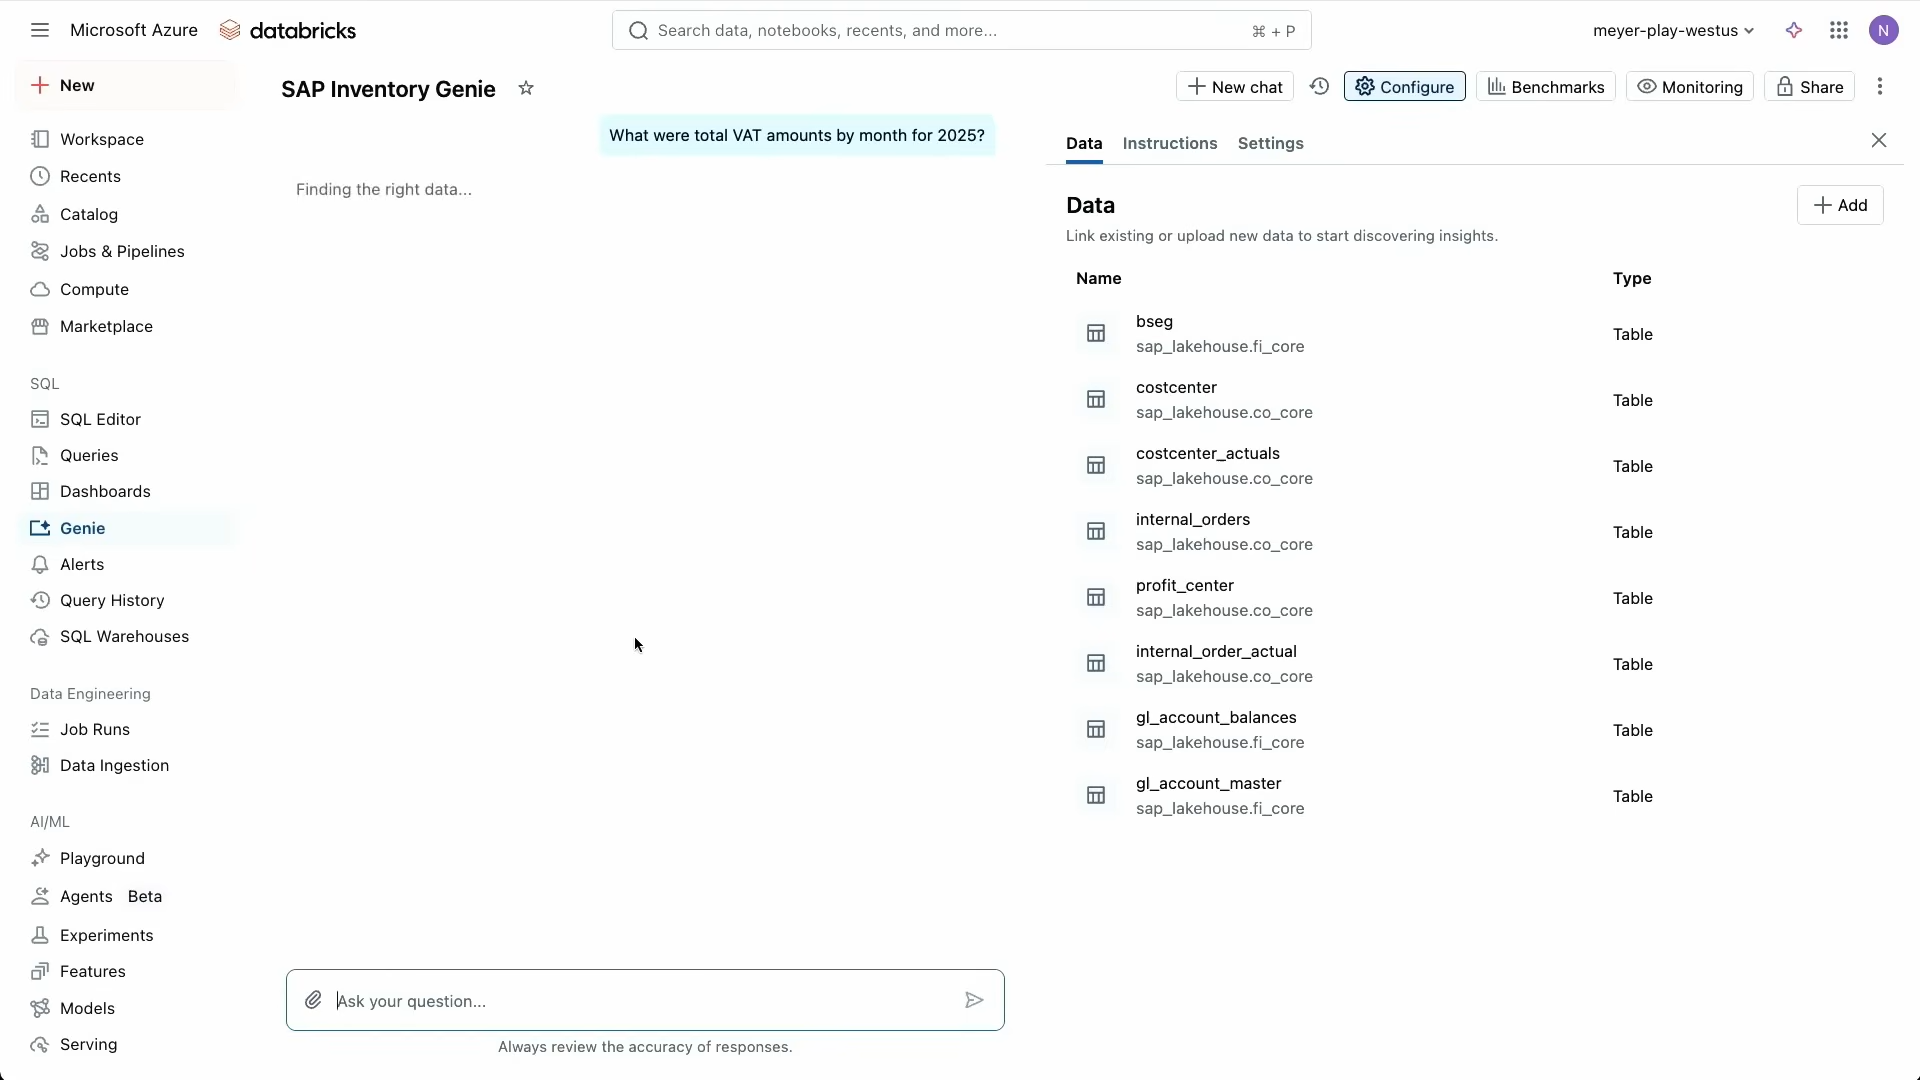 Microsoft Azure databricks
Search data, notebooks, recents, and more... ⌘ + P
meyer-play-westus
N
New
Workspace
Recents
Catalog
Jobs & Pipelines
Compute
Marketplace
SQL
SQL Editor
Queries
Dashboards
Genie
Alerts
Query History
SQL Warehouses
Data Engineering
Job Runs
Data Ingestion
AI/ML
Playground
Agents Beta
Experiments
Features
Models
Serving
SAP Inventory Genie
New chat
Configure
Benchmarks
Monitoring
Share
What were total VAT amounts by month for 2025?
Finding the right data...
Ask your question...
Always review the accuracy of responses.
Data Instructions Settings
Data
Add
Link existing or upload new data to start discovering insights.
Name Type
bseg
sap_lakehouse.fi_core
Table
costcenter
sap_lakehouse.co_core
Table
costcenter_actuals
sap_lakehouse.co_core
Table
internal_orders
sap_lakehouse.co_core
Table
profit_center
sap_lakehouse.co_core
Table
internal_order_actual
sap_lakehouse.co_core
Table
gl_account_balances
sap_lakehouse.fi_core
Table
gl_account_master
sap_lakehouse.fi_core
Table